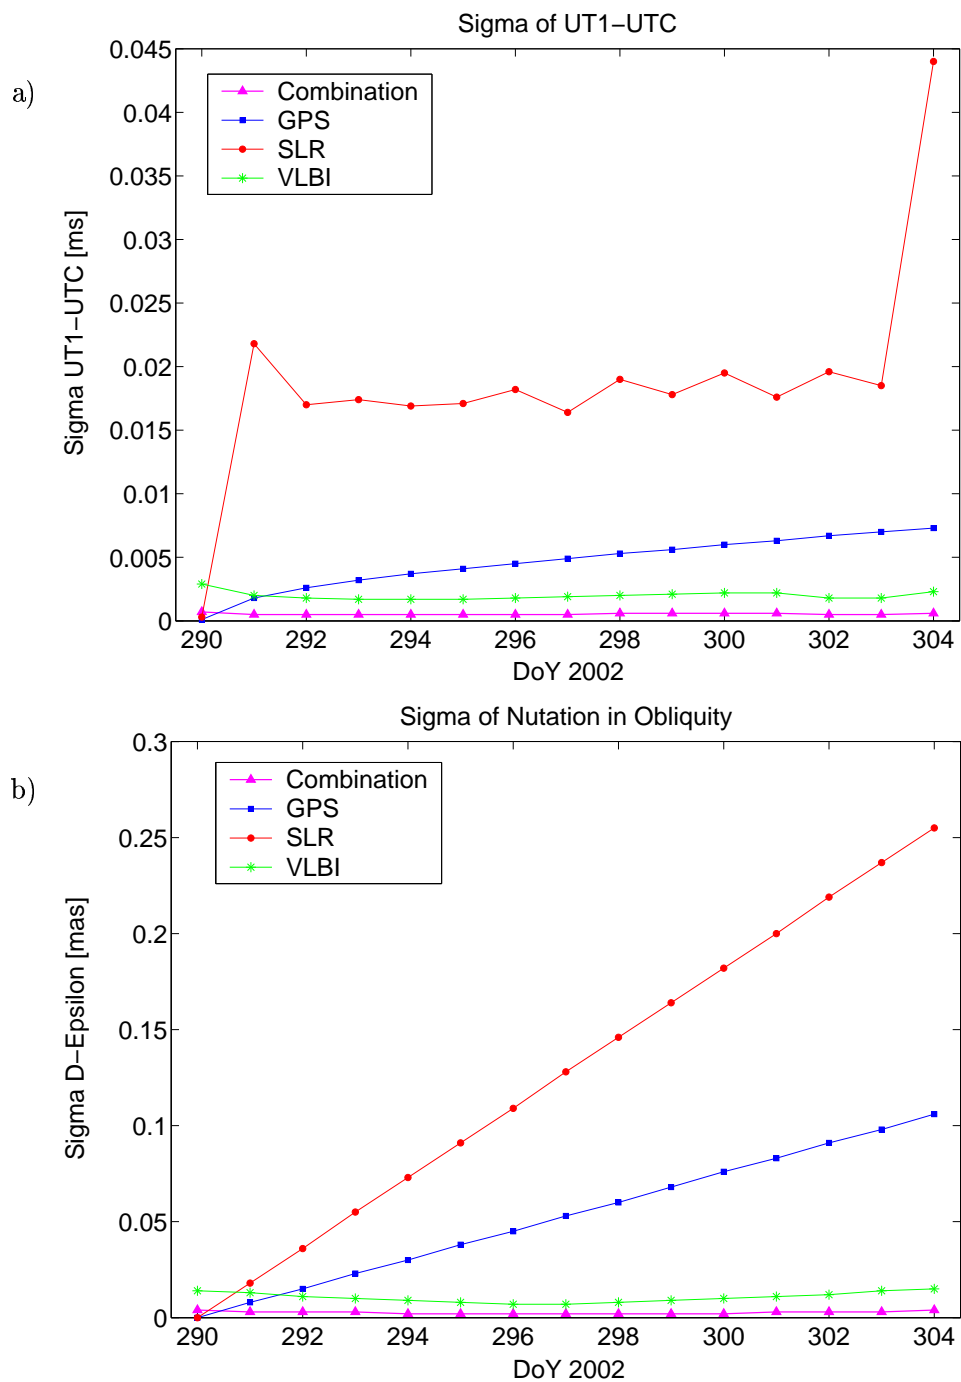 Sigma of UT1−UTC
a)
0.045
0.04
0.035
0.03
0.025
0.02
0.015
0.01
0.005
0
Sigma UT1−UTC [ms]
Combination
GPS
SLR
VLBI
290 292 294 296 298 300 302 304
DoY 2002
Sigma of Nutation in Obliquity
b)
0.3
0.25
0.2
0.15
0.1
0.05
0
Sigma D−Epsilon [mas]
Combination
GPS
SLR
VLBI
290 292 294 296 298 300 302 304
DoY 2002